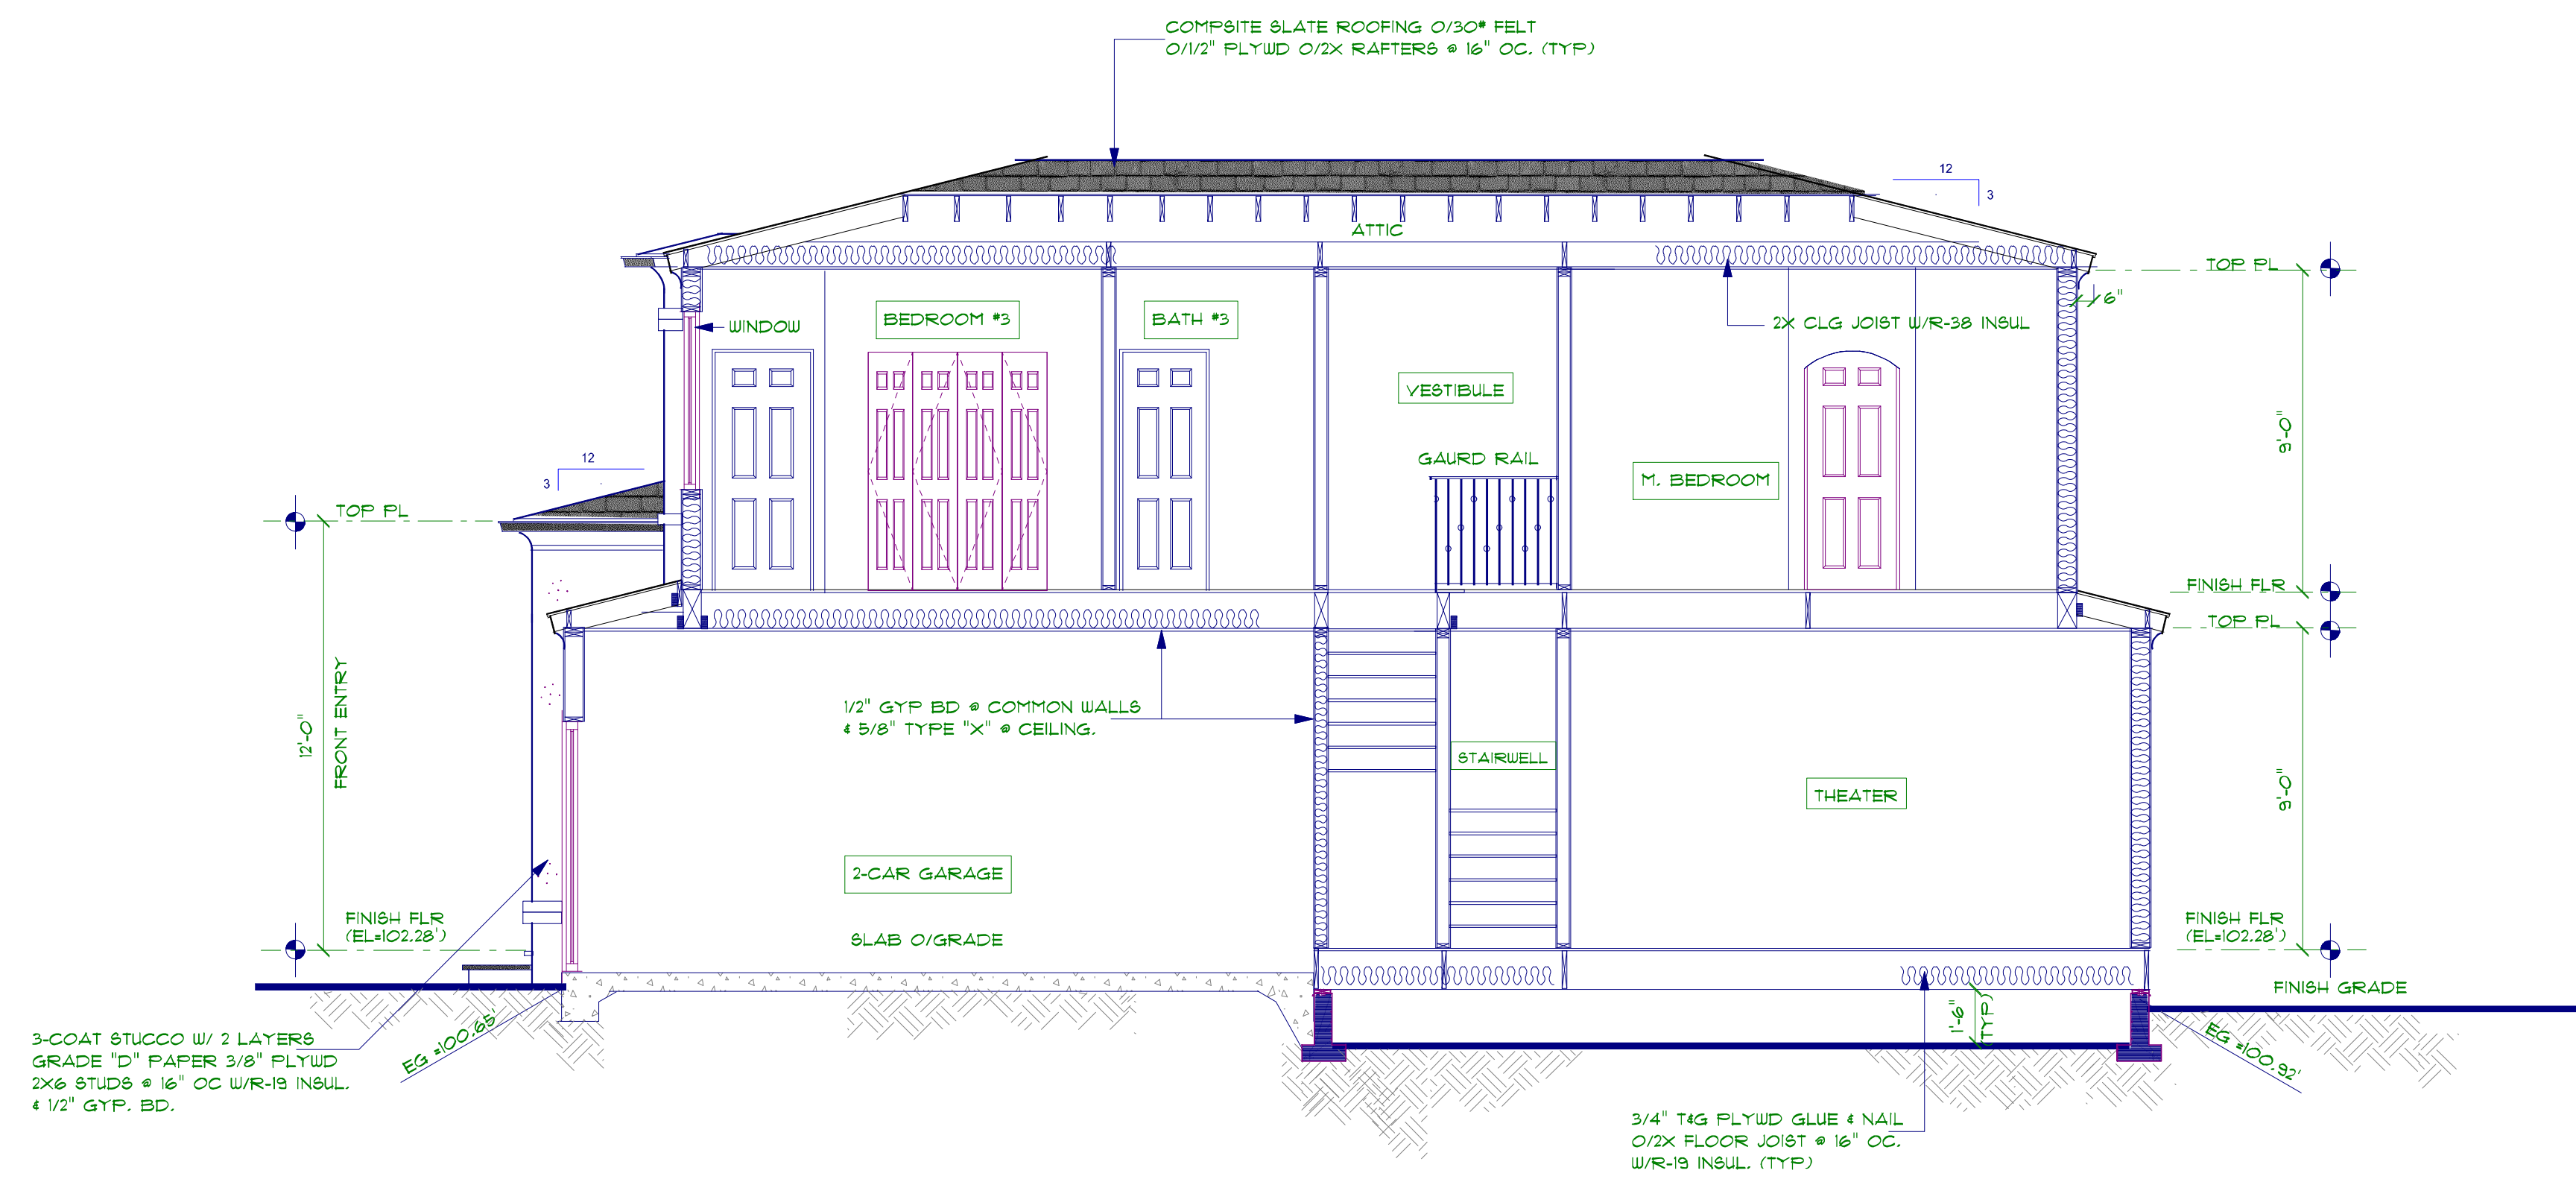 COMPSITE SLATE ROOFING O/30# FELT
O/1/2" PLYWD O/2X RAFTERS @ 16" OC. (TYP)
12
3
ATTIC
TOP PL
6"
WINDOW
BEDROOM #3
BATH #3
2X CLG JOIST W/R-38 INSUL
VESTIBULE
9'-0"
12
3
GAURD RAIL
M. BEDROOM
TOP PL
FINISH FLR
TOP PL
12'-0"
FRONT ENTRY
1/2" GYP BD @ COMMON WALLS
& 5/8" TYPE "X" @ CEILING.
STAIRWELL
THEATER
9'-0"
2-CAR GARAGE
FINISH FLR
(EL=102.28')
SLAB O/GRADE
FINISH FLR
(EL=102.28')
FINISH GRADE
1'-6"
(TYP)
EG =100.65'
EG =100.92'
3-COAT STUCCO W/ 2 LAYERS
GRADE "D" PAPER 3/8" PLYWD
2X6 STUDS @ 16" OC W/R-19 INSUL.
& 1/2" GYP. BD.
3/4" T&G PLYWD GLUE & NAIL
O/2X FLOOR JOIST @ 16" OC.
W/R-19 INSUL. (TYP)